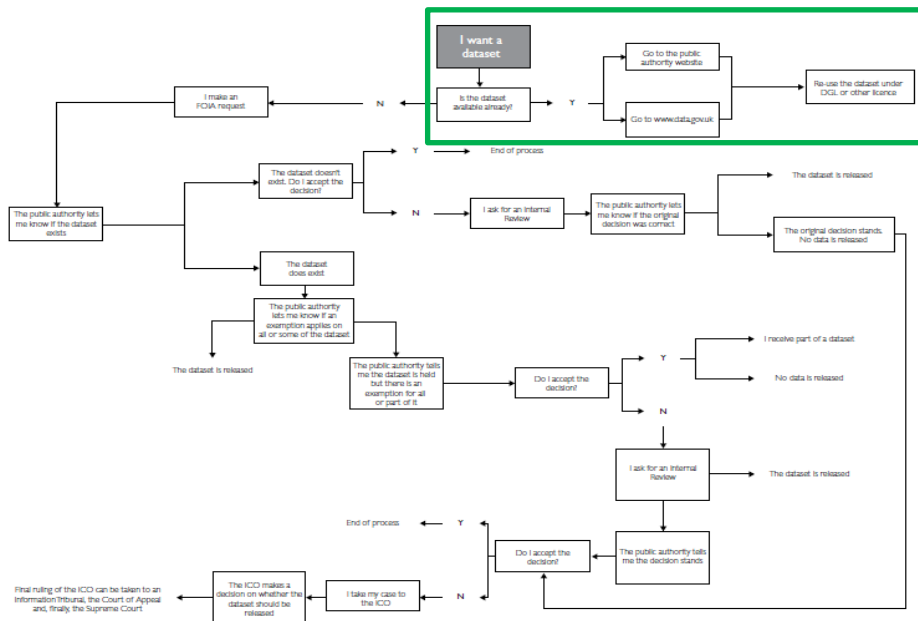 I want a
dataset
Go to the public
authority website
Re-use the dataset under
OGL or other licence
I make an
FOIA request
N
Is the dataset
available already?
Y
Go to www.data.gov.uk
The dataset doesn't
exist. Do I accept the
decision?
Y
End of process
The dataset is released
The public authority lets
me know if the dataset
exists
N
I ask for an Internal
Review
The public authority lets
me know if the original
decision was correct
The original decision stands.
No data is released
The dataset
does exist
The public authority
lets me know if an
exemption applies on
all or some of the dataset
The dataset is released
The public authority tells
me the dataset is held
but there is an
exemption for all
or part of it
Do I accept the
decision?
Y
I receive part of a dataset
No data is released
N
I ask for an Internal
Review
The dataset is released
End of process
Y
Do I accept the
decision?
The public authority tells
me the decision stands
Final ruling of the ICO can be taken to an
Information Tribunal, the Court of Appeal
and, finally, the Supreme Court
The ICO makes a
decision on whether the
dataset should be
released
I take my case to
the ICO
N